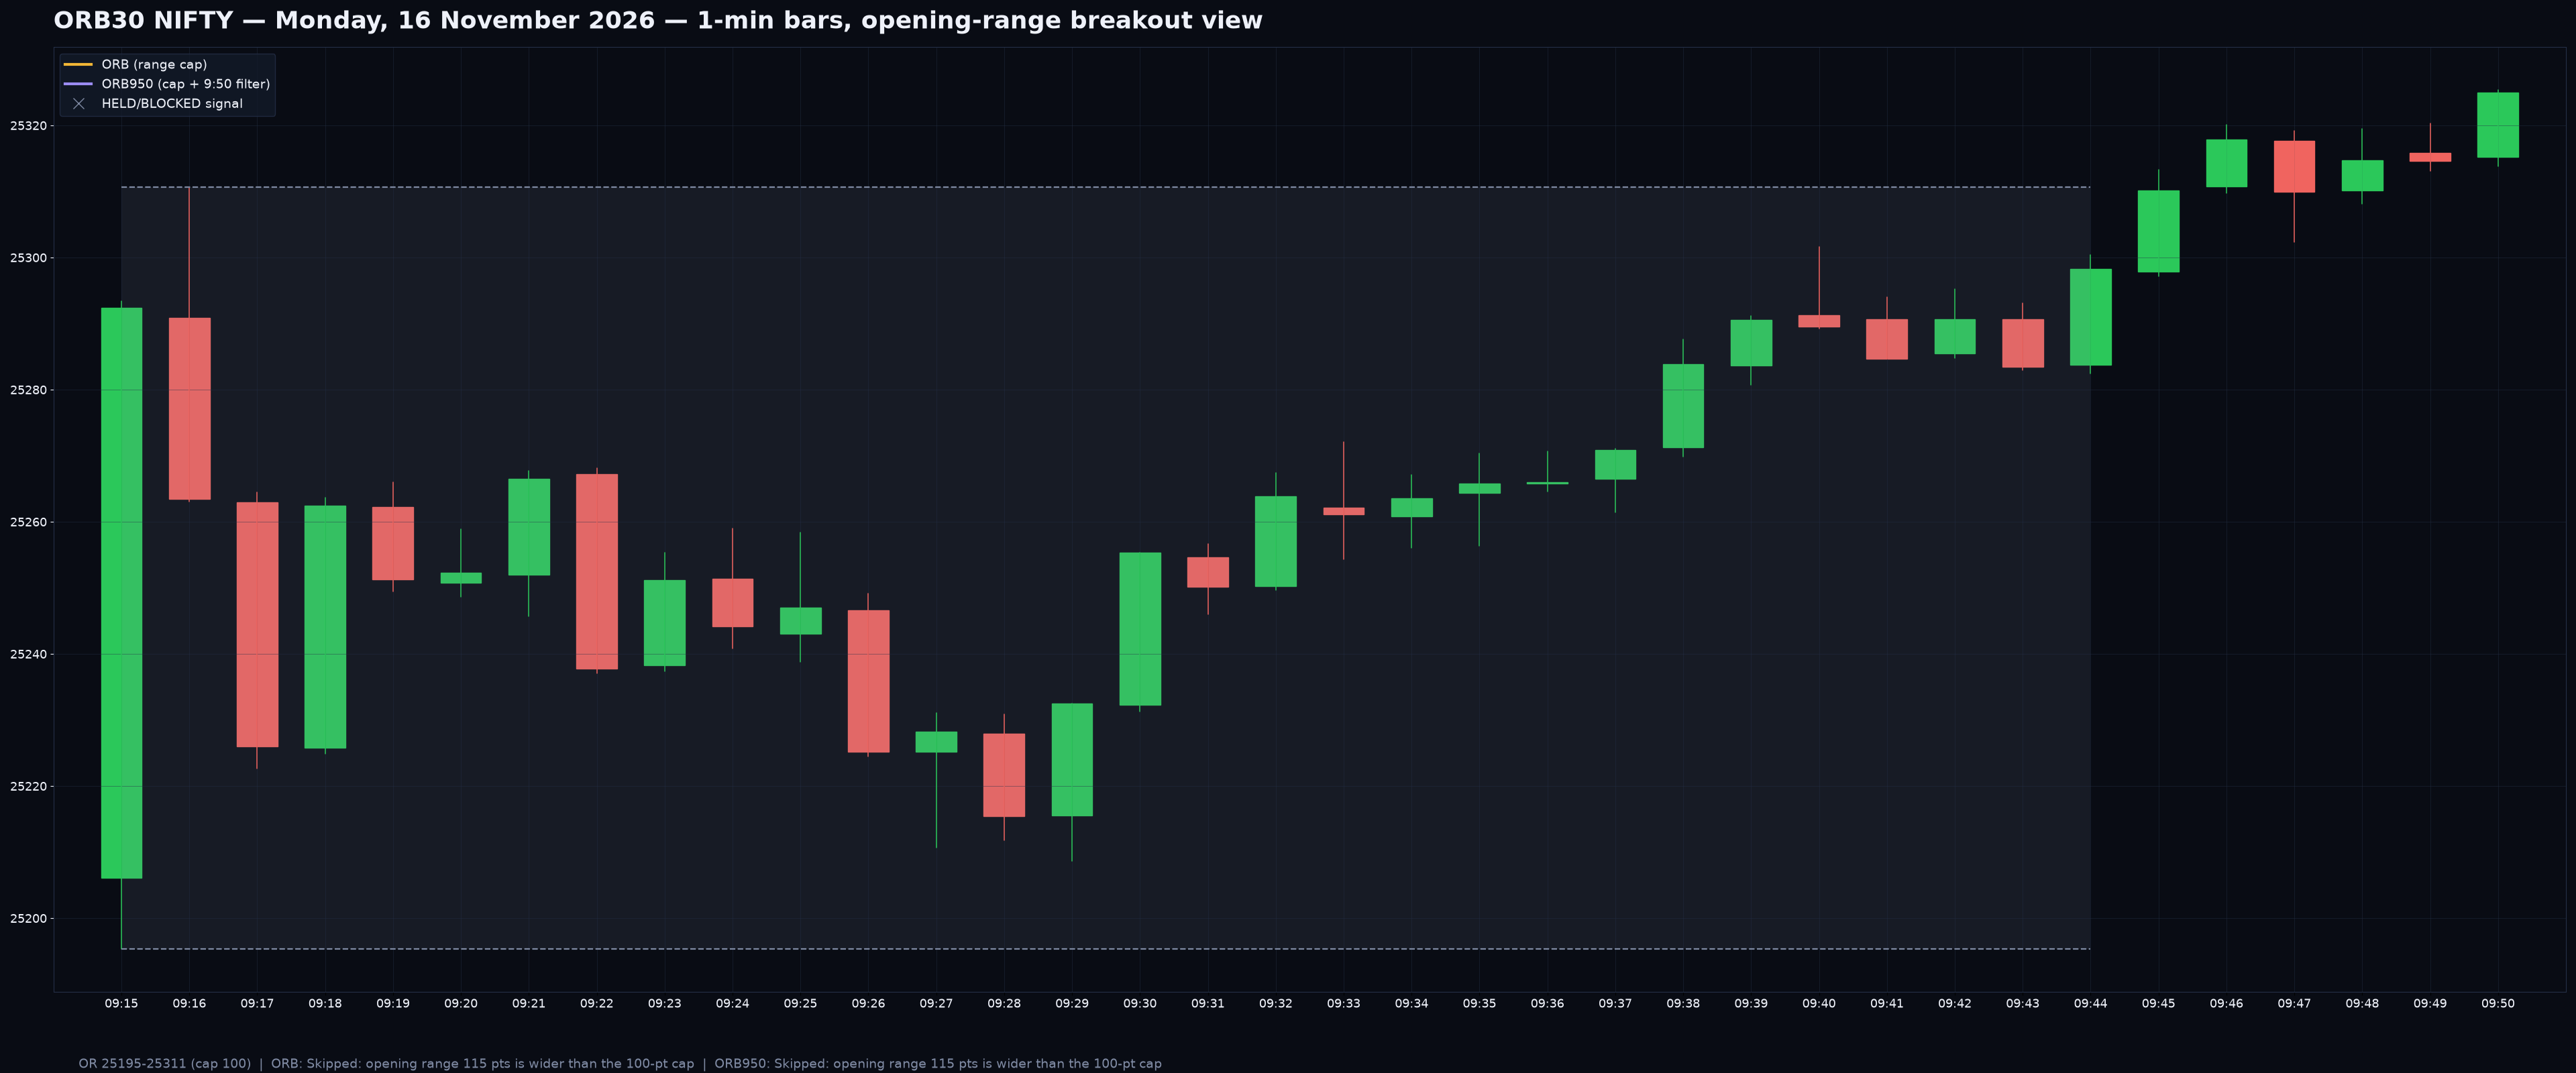 ORB30 NIFTY — Monday, 16 November 2026 — 1-min bars, opening-range breakout view
ORB (range cap)
ORB950 (cap + 9:50 filter)
HELD/BLOCKED signal
25320
25300
25280
25260
25240
25220
25200
09:15 09:16 09:17 09:18 09:19 09:20 09:21 09:22 09:23 09:24 09:25 09:26 09:27 09:28 09:29 09:30 09:31 09:32 09:33 09:34 09:35 09:36 09:37 09:38 09:39 09:40 09:41 09:42 09:43 09:44 09:45 09:46 09:47 09:48 09:49 09:50
OR 25195-25311 (cap 100) | ORB: Skipped: opening range 115 pts is wider than the 100-pt cap | ORB950: Skipped: opening range 115 pts is wider than the 100-pt cap